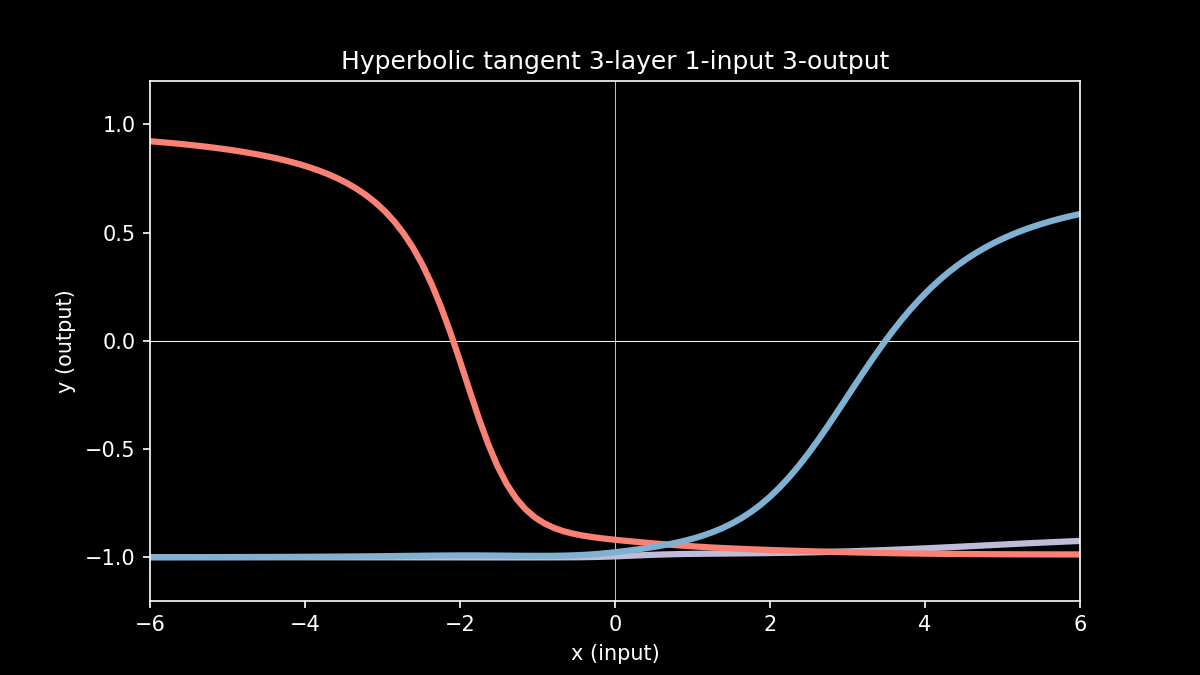 Hyperbolic tangent 3-layer 1-input 3-output
1.0
0.5
0.0
−0.5
−1.0
y (output)
−6 −4 −2 0 2 4 6
x (input)